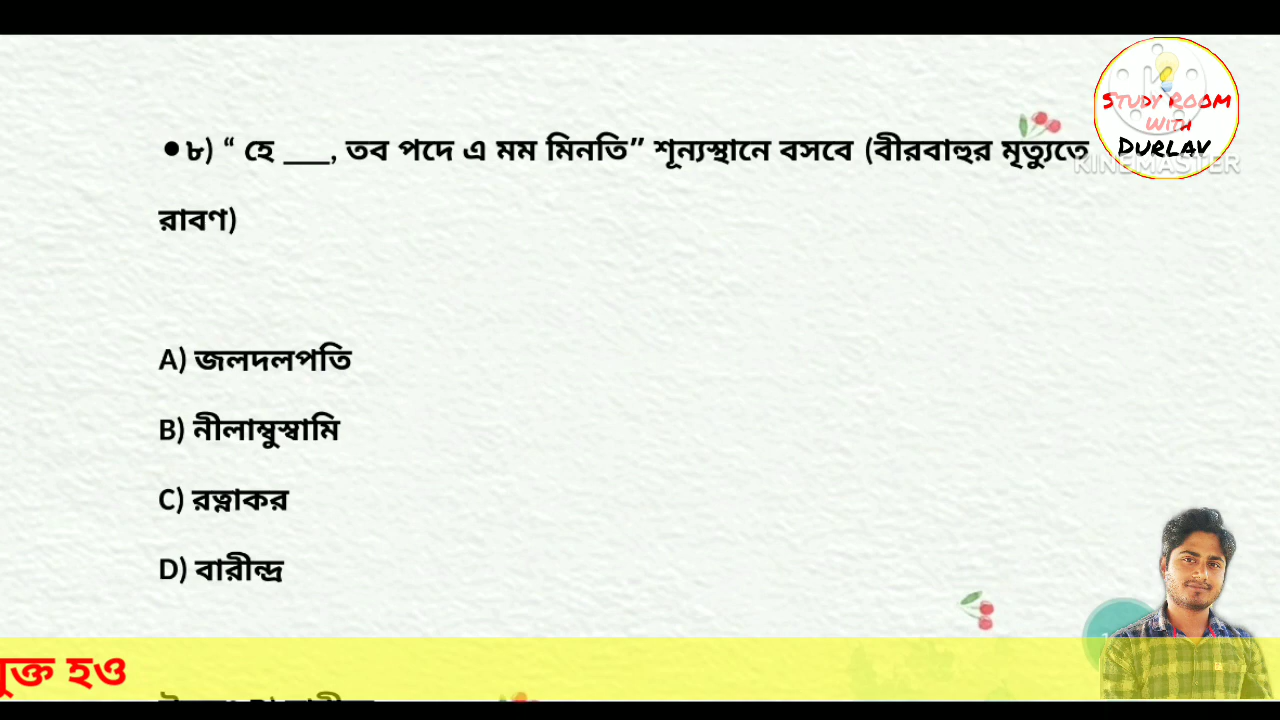 •৮) “ হে ___, তব পদে এ মম মিনতি” শূন্যস্থানে বসবে (বীরবাহুর মৃত্যুতে
রাবণ)
A) জলদলপতি
B) নীলাম্বুস্বামি
C) রত্নাকর
D) বারীন্দ্র
STUDY ROOM
WITH
DURLAV
KINEMASTER
হও